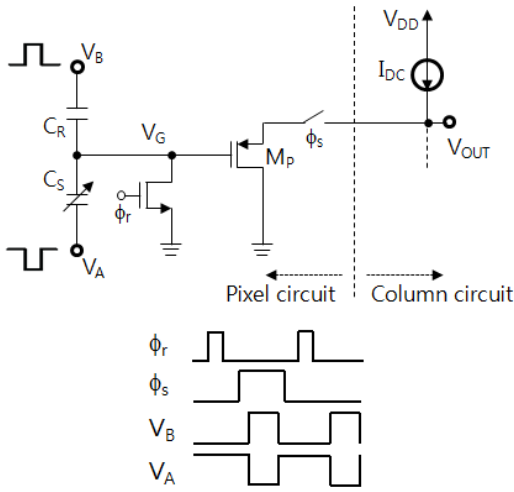 V_DD
V_B
I_DC
C_R
V_G
ϕ_s
M_P
V_OUT
C_S
ϕ_r
V_A
Pixel circuit
Column circuit
ϕ_r
ϕ_s
V_B
V_A